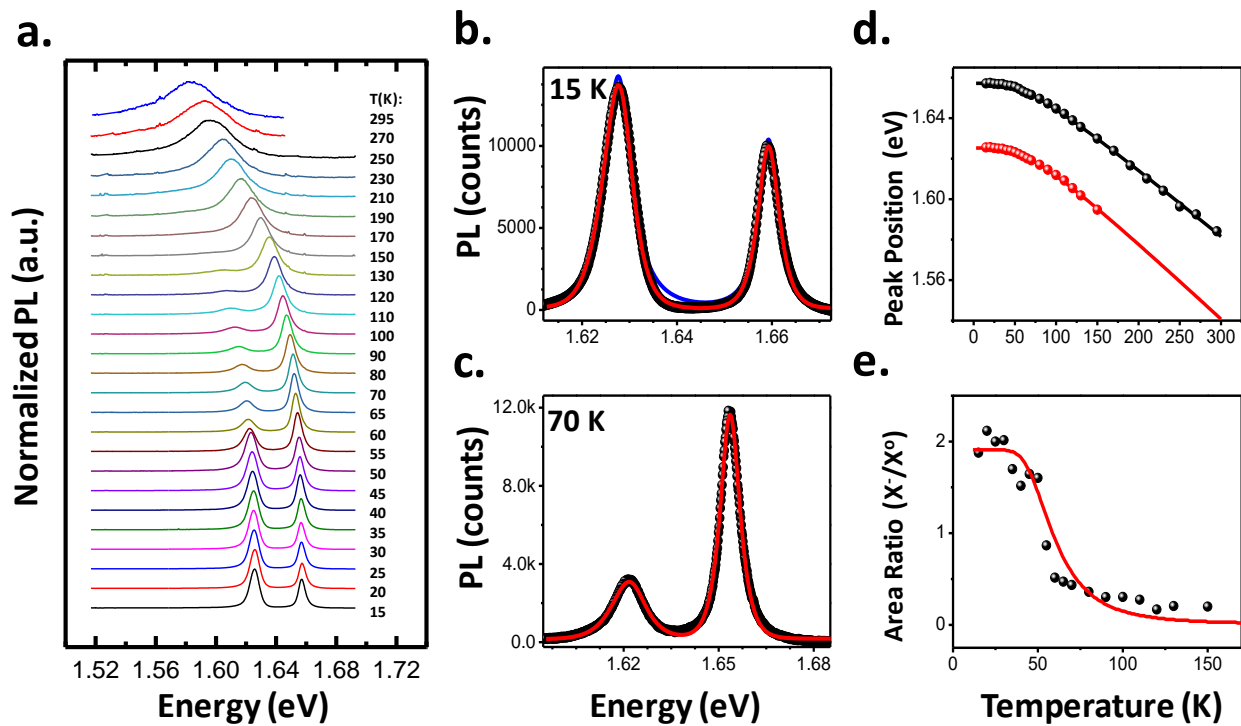 a.
Normalized PL (a.u.)
T(K):
295
270
250
230
210
190
170
150
130
120
110
100
90
80
70
65
60
55
50
45
40
35
30
25
20
15
1.52 1.56 1.60 1.64 1.68 1.72
Energy (eV)
b.
15 K
PL (counts)
10000
5000
0
1.62 1.64 1.66
c.
70 K
PL (counts)
12.0k
8.0k
4.0k
0.0
1.62 1.65 1.68
Energy (eV)
d.
Peak Position (eV)
1.64
1.60
1.56
0 50 100 150 200 250 300
e.
Area Ratio (X⁻/X⁰)
2
1
0
0 50 100 150
Temperature (K)